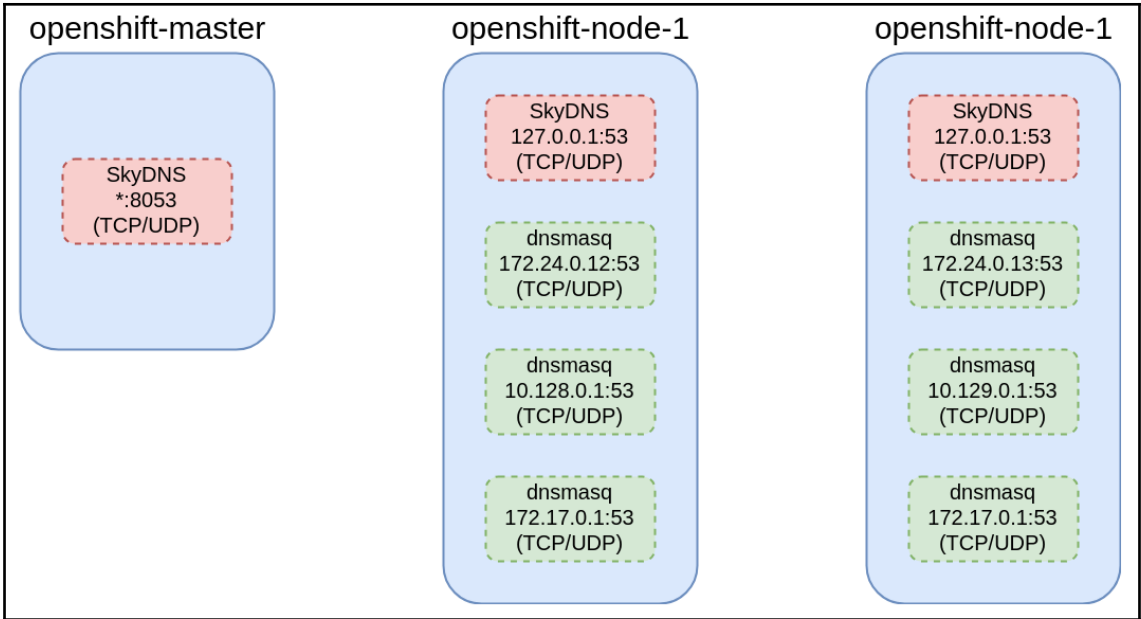 openshift-master
SkyDNS
*:8053
(TCP/UDP)
openshift-node-1
SkyDNS
127.0.0.1:53
(TCP/UDP)
dnsmasq
172.24.0.12:53
(TCP/UDP)
dnsmasq
10.128.0.1:53
(TCP/UDP)
dnsmasq
172.17.0.1:53
(TCP/UDP)
openshift-node-1
SkyDNS
127.0.0.1:53
(TCP/UDP)
dnsmasq
172.24.0.13:53
(TCP/UDP)
dnsmasq
10.129.0.1:53
(TCP/UDP)
dnsmasq
172.17.0.1:53
(TCP/UDP)